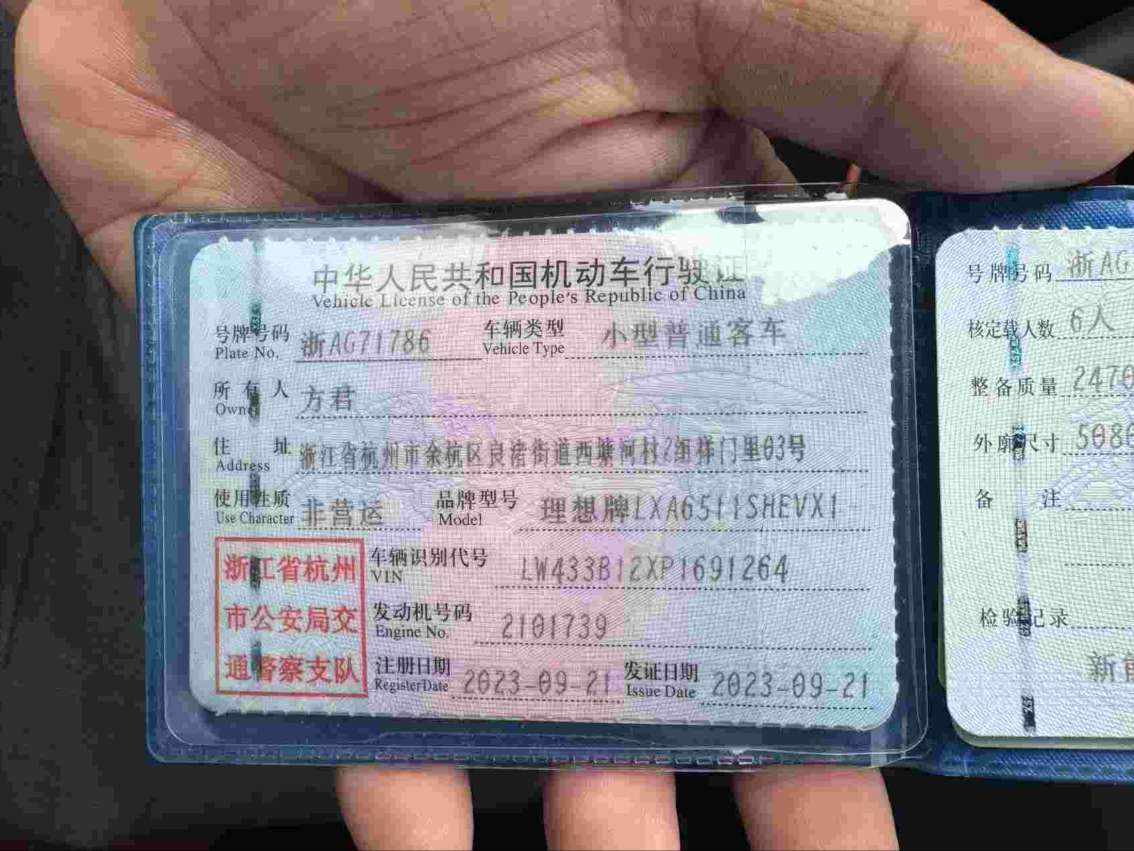 中华人民共和国机动车行驶证
Vehicle License of the People's Republic of China
号牌号码 浙AG71786 车辆类型 小型普通客车
Plate No. Vehicle Type
所有人 方君
Owner
住址 浙江省杭州市余杭区良渚街道西塘河村2组样门里03号
Address
使用性质 非营运 品牌型号 理想牌LXA6511SHEVX1
Use Character Model
浙江省杭州
市公安局交
通警察支队
车辆识别代号 LW433B12XP1691264
VIN
发动机号码 2101739
Engine No.
注册日期 2023-09-21 发证日期 2023-09-21
Register Date Issue Date
号牌号码 浙AG
核定载人数 6人
整备质量 2470
外廓尺寸 508
备注
检验记录
新